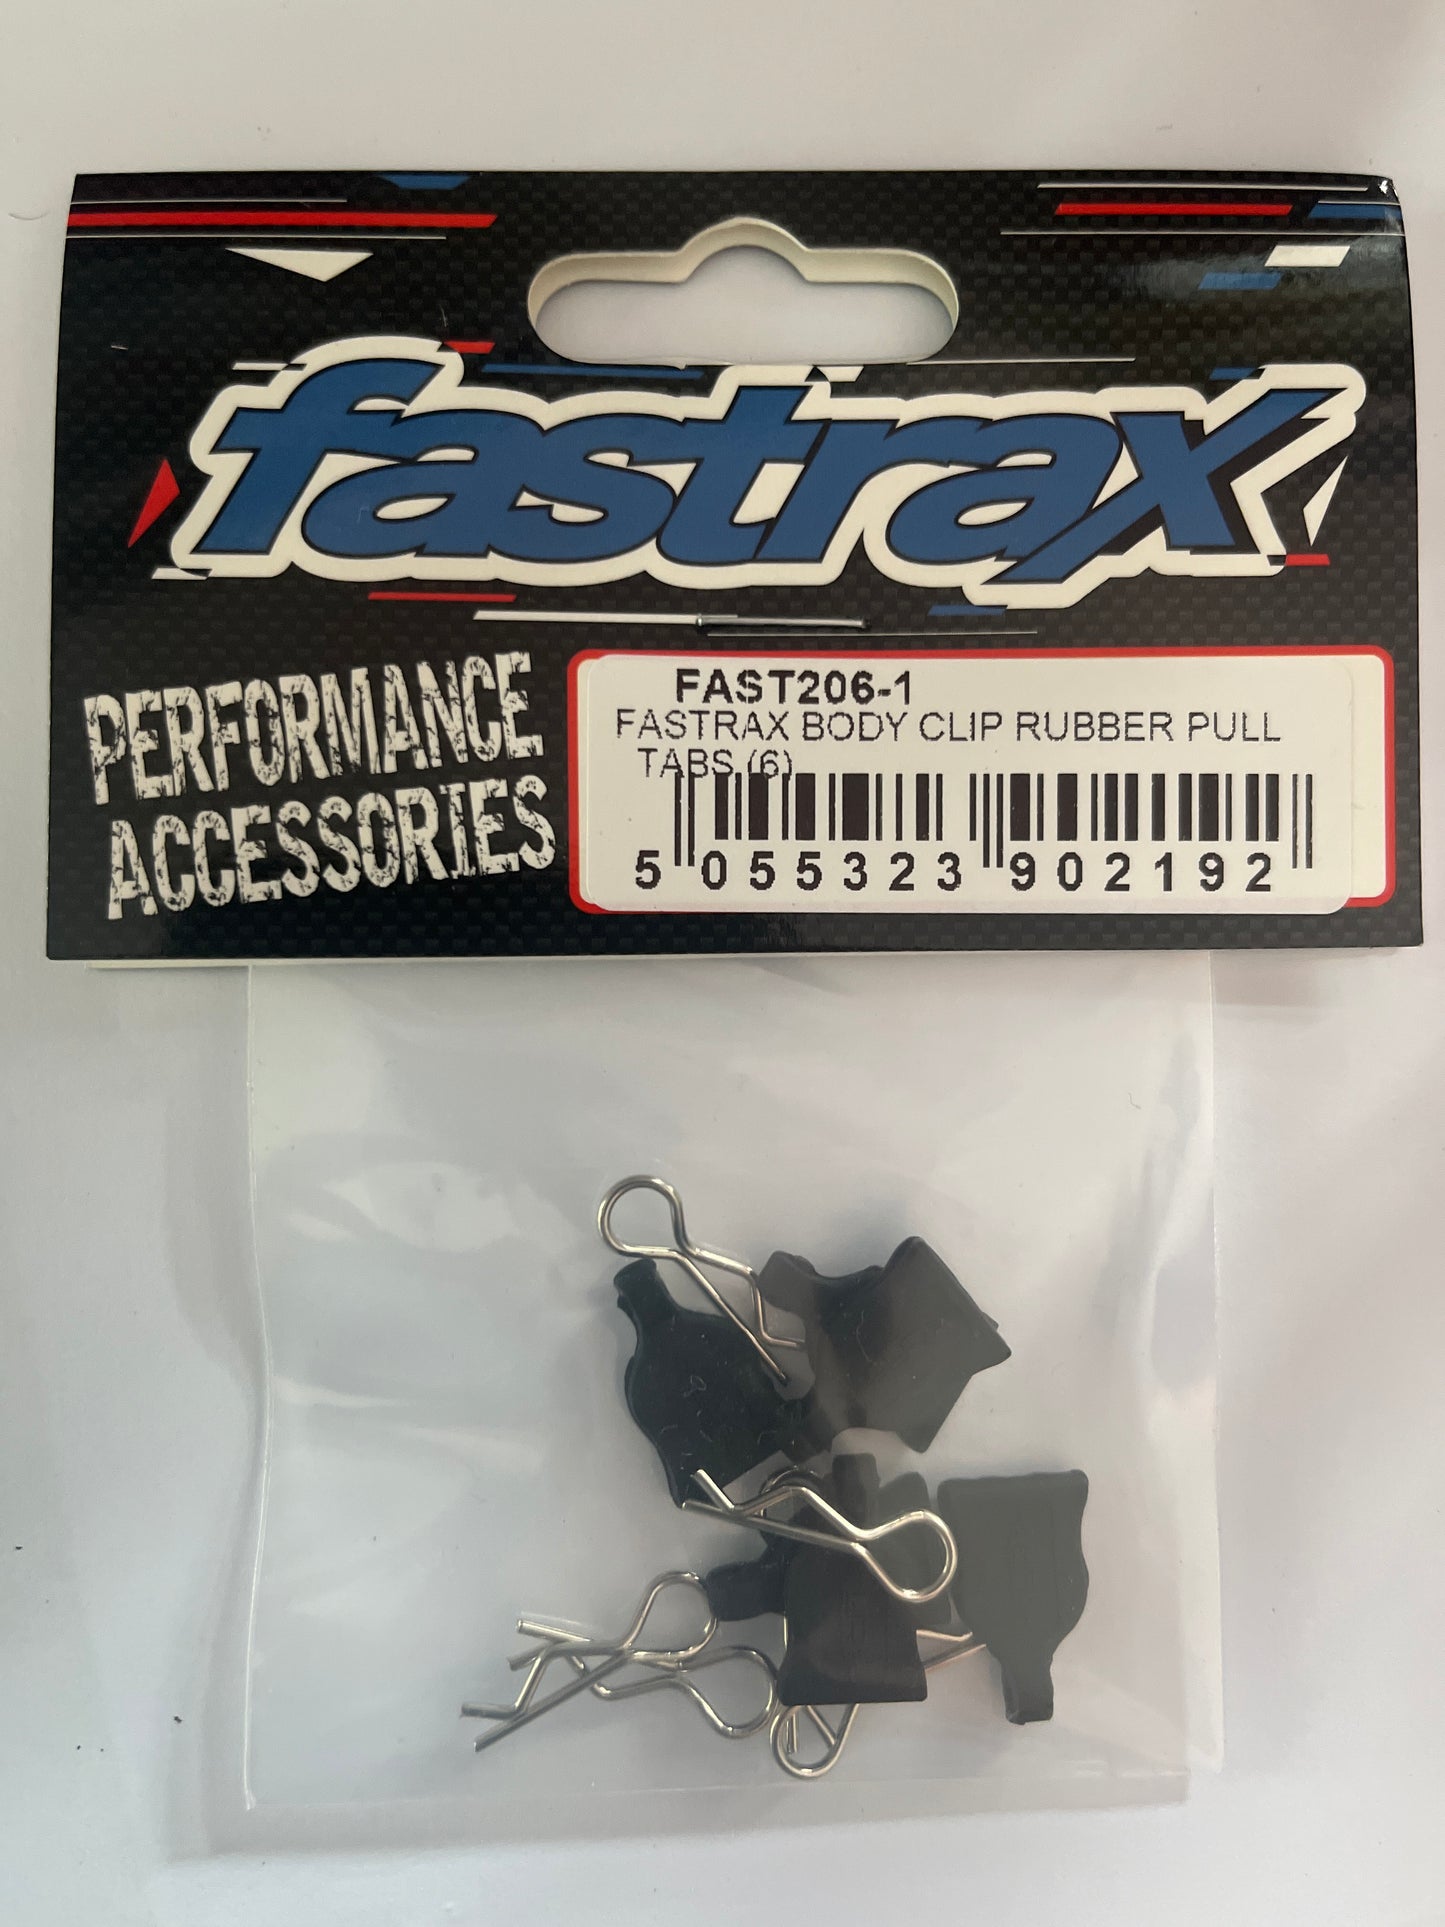 fastrax
PERFORMANCE
ACCESSORIES
FAST206-1
FASTRAX BODY CLIP RUBBER PULL
TABS (6)
5 055323 902192